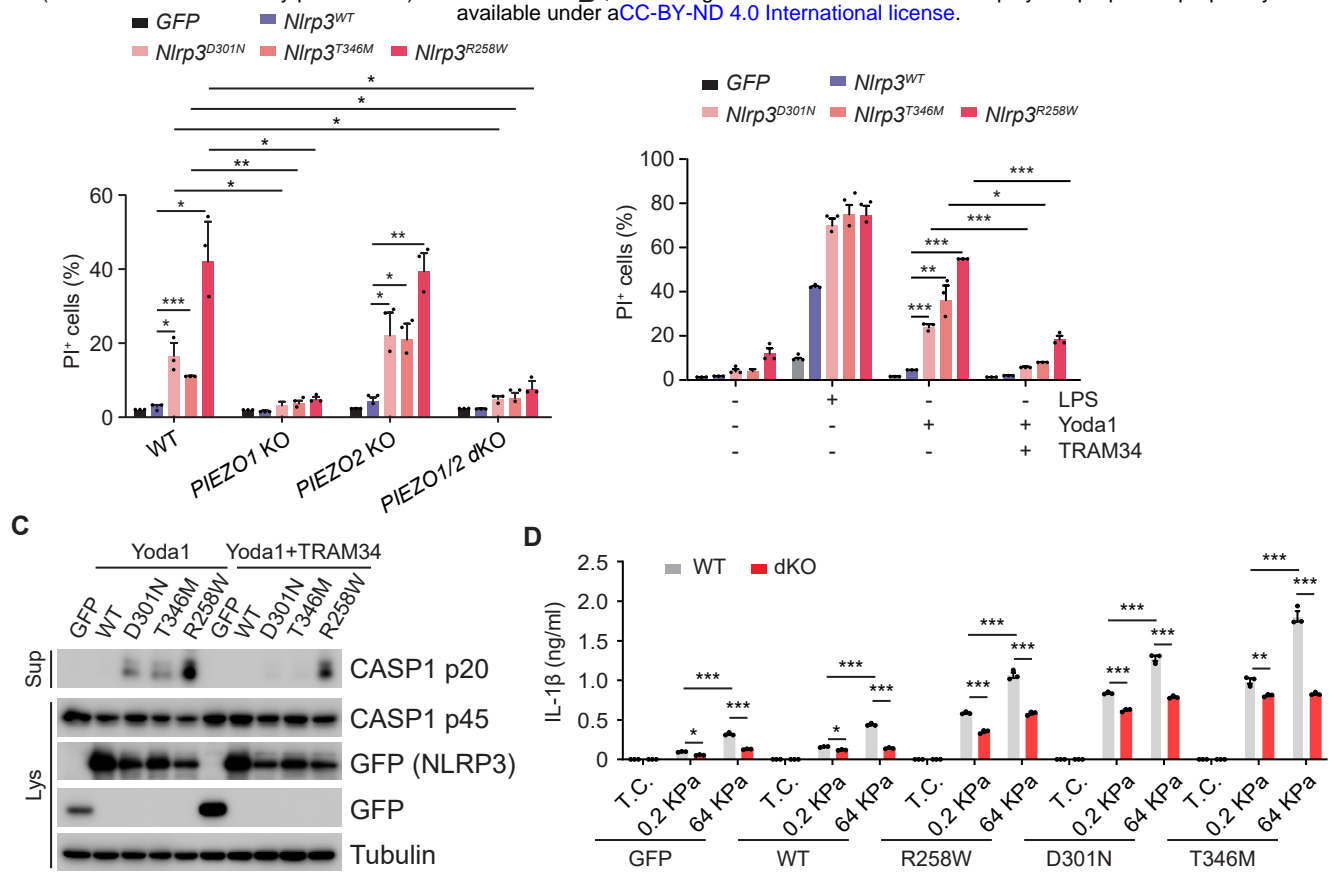 available under aCC-BY-ND 4.0 International license.
GFP Nlrp3WT
Nlrp3D301N Nlrp3T346M Nlrp3R258W
*
*
*
*
**
*
*
***
*
**
*
*
PI+ cells (%)
60
40
20
0
WT
PIEZO1 KO
PIEZO2 KO
PIEZO1/2 dKO
GFP Nlrp3WT
Nlrp3D301N Nlrp3T346M Nlrp3R258W
***
*
***
***
**
***
PI+ cells (%)
100
80
60
40
20
0
- + - - LPS
- - + + Yoda1
- - - + TRAM34
C
Yoda1 Yoda1+TRAM34
GFP WT D301N T346M R258W GFP WT D301N T346M R258W
Sup
CASP1 p20
Lys
CASP1 p45
GFP (NLRP3)
GFP
Tubulin
D
WT dKO
IL-1β (ng/ml)
2.5
2.0
1.5
1.0
0.5
0
*** ***
*** ***
*** ***
*** ***
*** ***
* * *** *** **
T.C. 0.2 KPa 64 KPa T.C. 0.2 KPa 64 KPa T.C. 0.2 KPa 64 KPa T.C. 0.2 KPa 64 KPa T.C. 0.2 KPa 64 KPa
GFP WT R258W D301N T346M